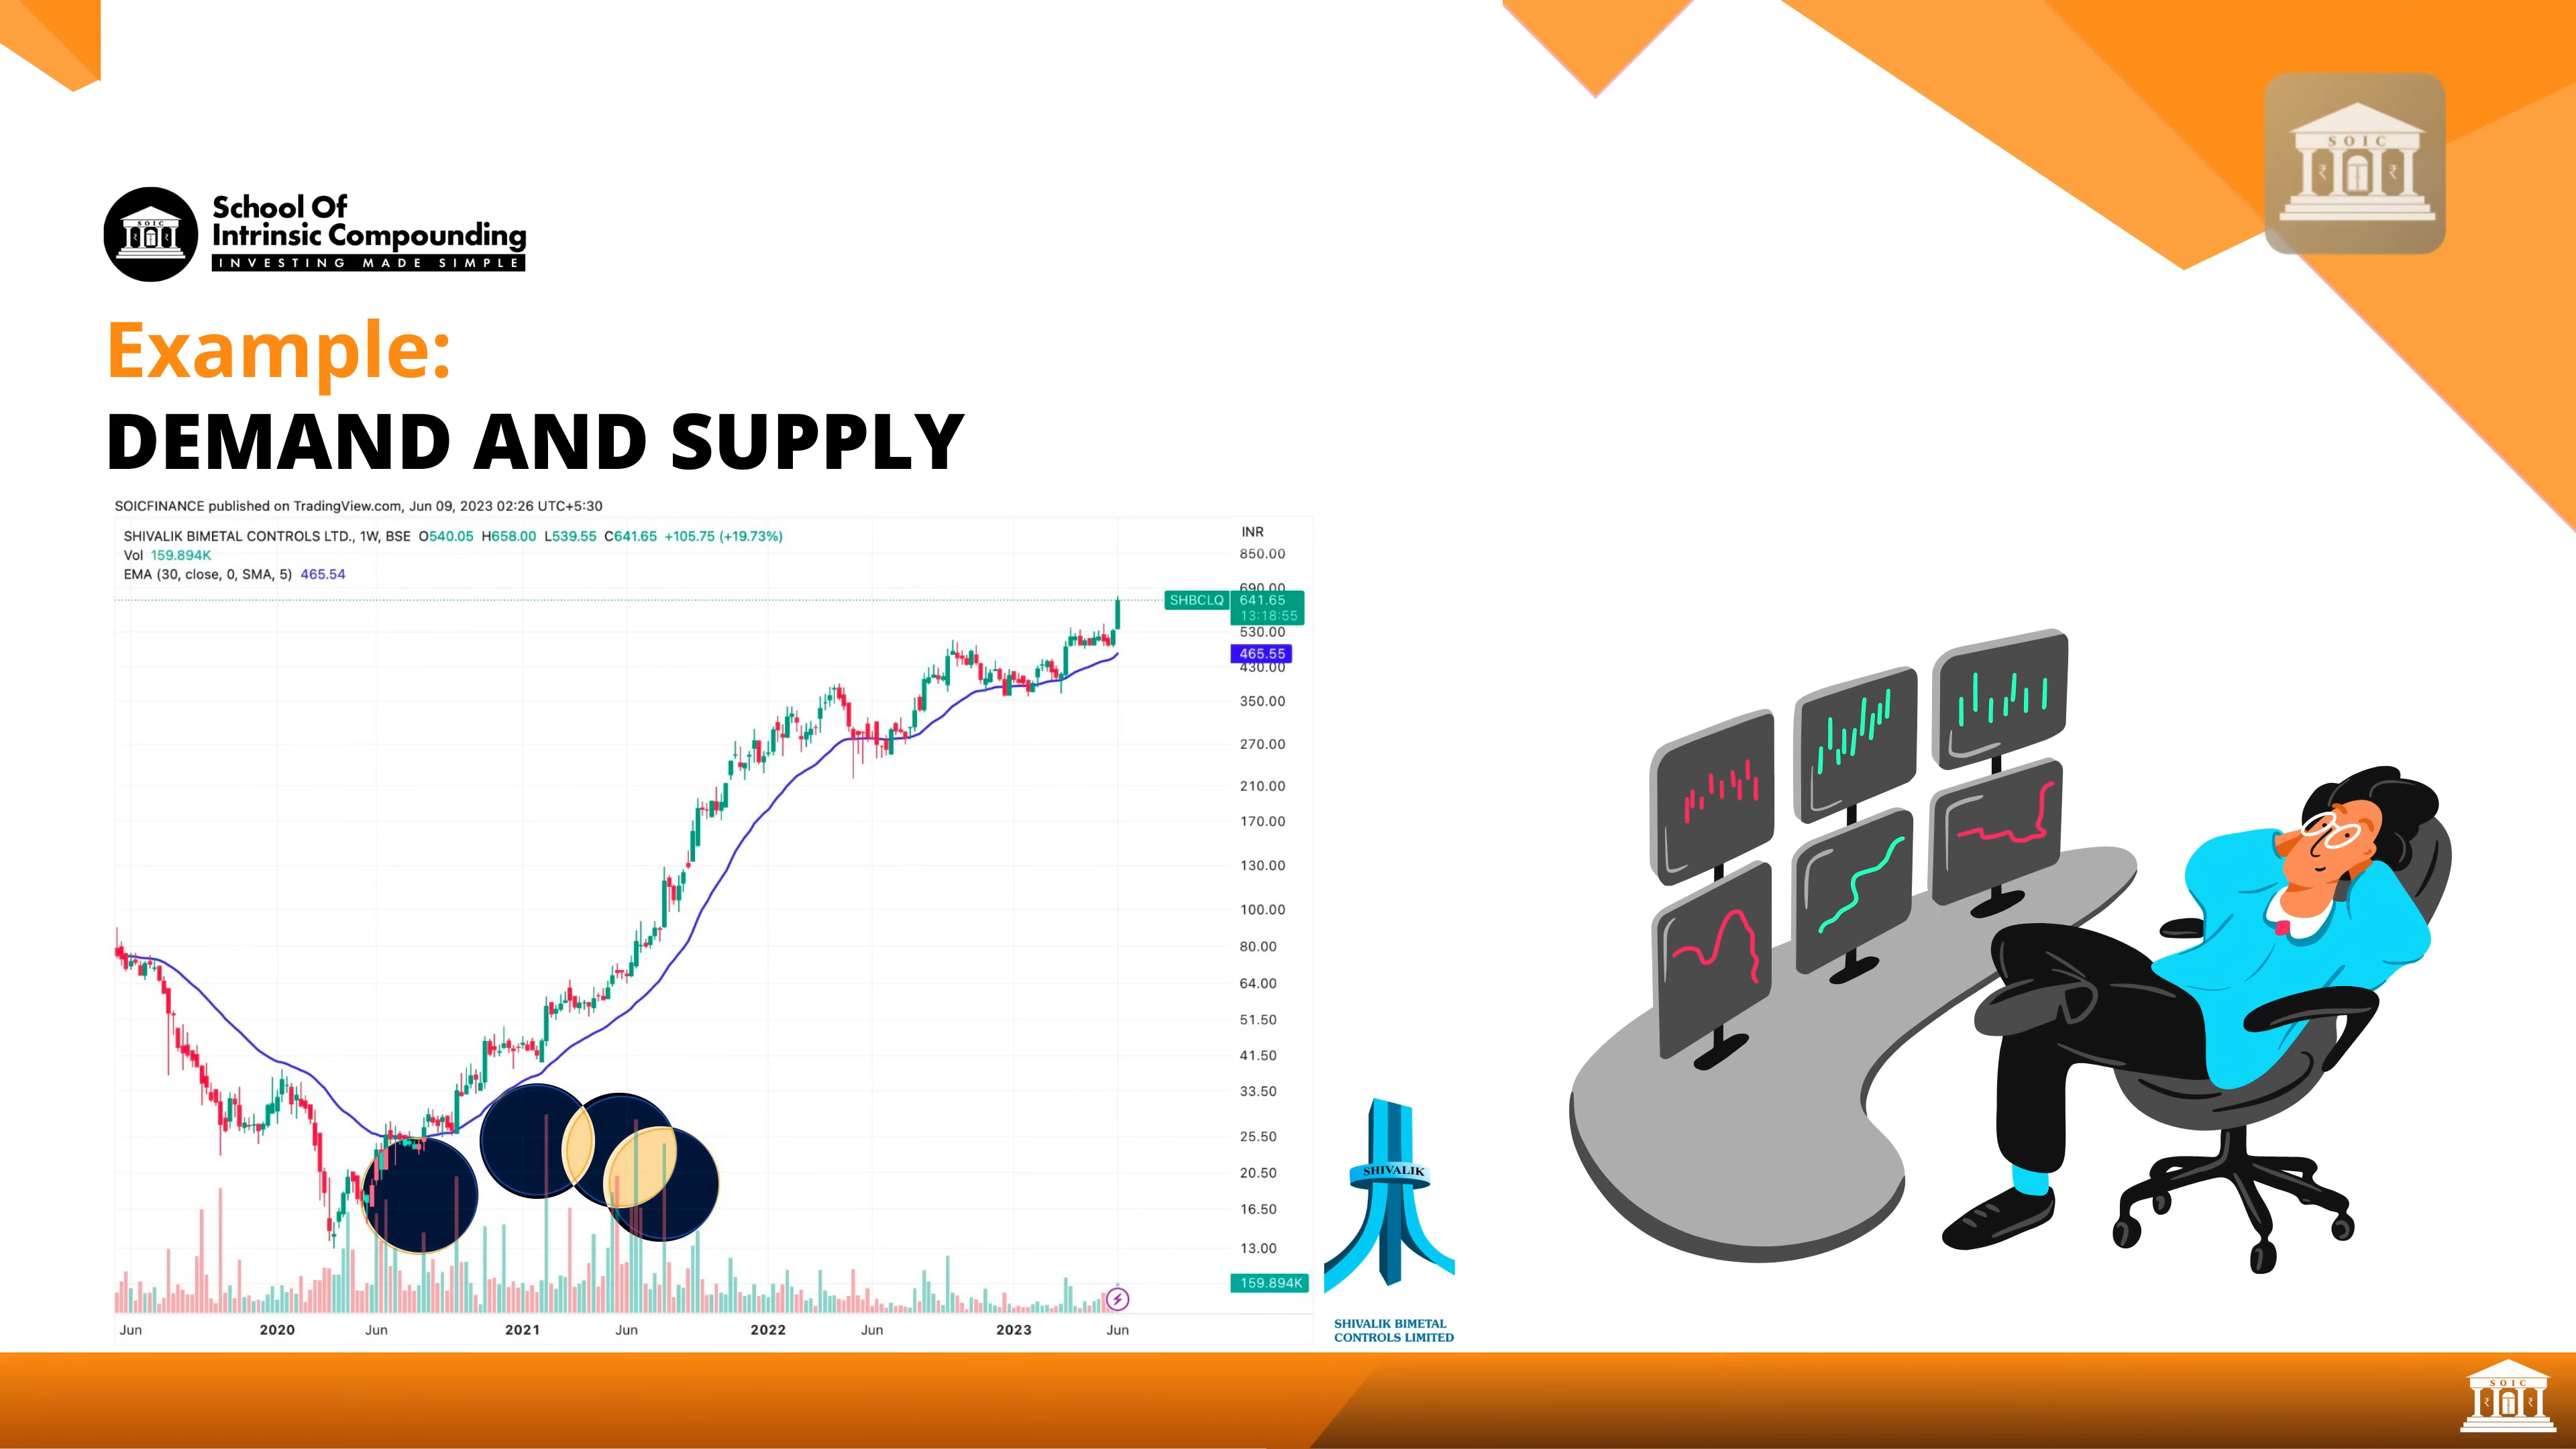 SOIC
School Of
Intrinsic Compounding
INVESTING MADE SIMPLE
SOIC
Example:
DEMAND AND SUPPLY
SOICFINANCE published on TradingView.com, Jun 09, 2023 02:26 UTC+5:30
SHIVALIK BIMETAL CONTROLS LTD., 1W, BSE O540.05 H658.00 L539.55 C641.65 +105.75 (+19.73%)
Vol 159.894K
EMA (30, close, 0, SMA, 5) 465.54
INR
850.00
690.00
SHBCLQ 641.65
13:18:55
530.00
465.55
430.00
350.00
270.00
210.00
170.00
130.00
100.00
80.00
64.00
51.50
41.50
33.50
25.50
20.50
16.50
13.00
159.894K
Jun 2020 Jun 2021 Jun 2022 Jun 2023 Jun
SHIVALIK
SHIVALIK BIMETAL
CONTROLS LIMITED
SOIC